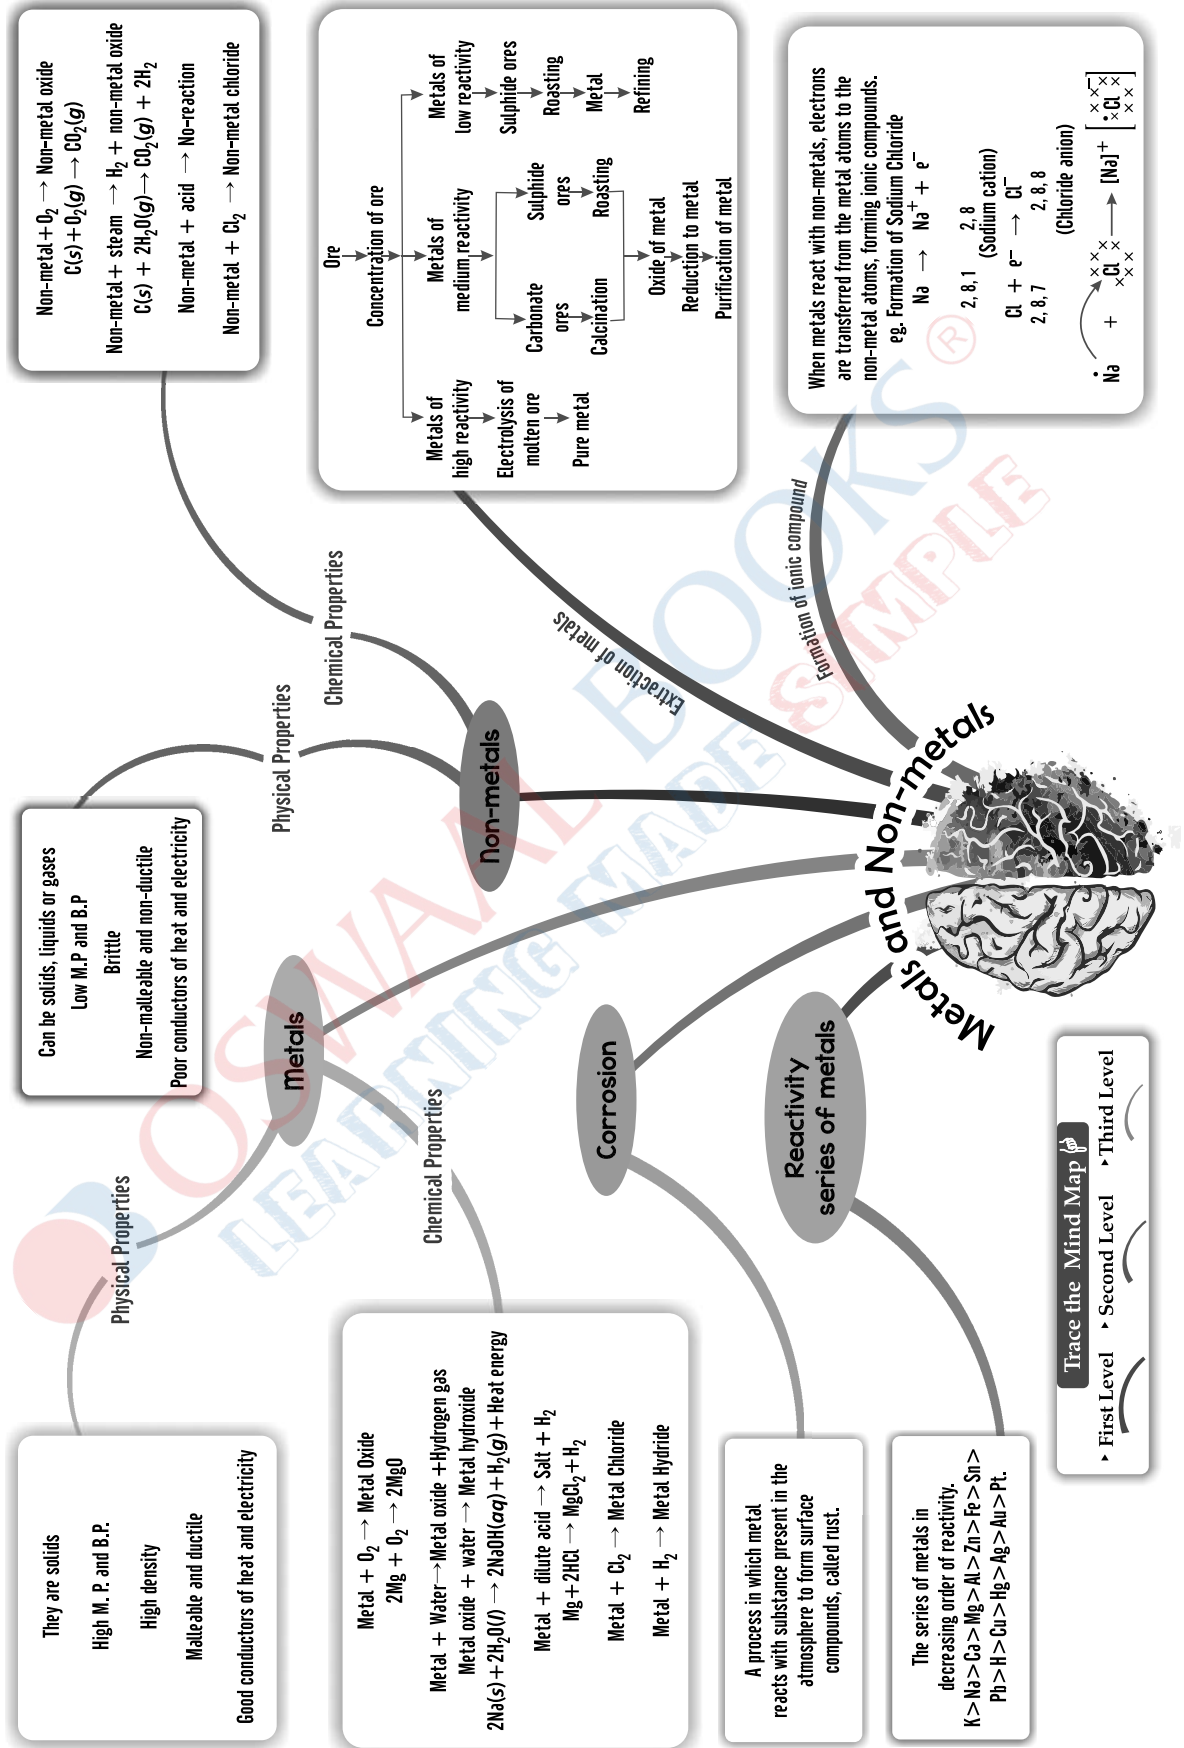 Metals and Non-metals
Metals
Physical Properties
They are solids
High M. P. and B.P.
High density
Malleable and ductile
Good conductors of heat and electricity
Chemical Properties
Metal + O₂ ⟶ Metal Oxide
2Mg + O₂ ⟶ 2MgO
Metal + Water⟶Metal oxide +Hydrogen gas
Metal oxide + water ⟶ Metal hydroxide
2Na(s)+2H₂O(l) ⟶ 2NaOH(aq)+H₂(g)+Heat energy
Metal + dilute acid ⟶ Salt + H₂
Mg+2HCl ⟶ MgCl₂+H₂
Metal + Cl₂ ⟶ Metal Chloride
Metal + H₂ ⟶ Metal Hydride
Corrosion
A process in which metal
reacts with substance present in the
atmosphere to form surface
compounds, called rust.
Reactivity
series of metals
The series of metals in
decreasing order of reactivity.
K>Na>Ca>Mg>Al>Zn>Fe>Sn>
Pb>H>Cu>Hg>Ag>Au>Pt.
Non-metals
Physical Properties
Can be solids, liquids or gases
Low M.P and B.P
Brittle
Non-malleable and non-ductile
Poor conductors of heat and electricity
Chemical Properties
Non-metal+O₂ ⟶ Non-metal oxide
C(s)+O₂(g) ⟶ CO₂(g)
Non-metal+ steam ⟶ H₂ + non-metal oxide
C(s) + 2H₂O(g)⟶ CO₂(g) + 2H₂
Non-metal + acid ⟶ No-reaction
Non-metal + Cl₂ ⟶ Non-metal chloride
Extraction of metals
Ore
Concentration of ore
Metals of
high reactivity
Electrolysis of
molten ore
Pure metal
Metals of
medium reactivity
Carbonate
ores
Calcination
Sulphide
ores
Roasting
Oxide of metal
Reduction to metal
Purification of metal
Metals of
low reactivity
Sulphide ores
Roasting
Metal
Refining
Formation of ionic compound
When metals react with non-metals, electrons
are transferred from the metal atoms to the
non-metal atoms, forming ionic compounds.
eg. Formation of Sodium Chloride
Na ⟶ Na⁺ + e⁻
2, 8, 1 2, 8
(Sodium cation)
Cl + e⁻ ⟶ Cl⁻
2, 8, 7 2, 8, 8
(Chloride anion)
Na + Cl ⟶ [Na]⁺ [Cl]⁻
Trace the Mind Map
First Level Second Level Third Level
OSWAAL BOOKS ®
LEARNING MADE SIMPLE